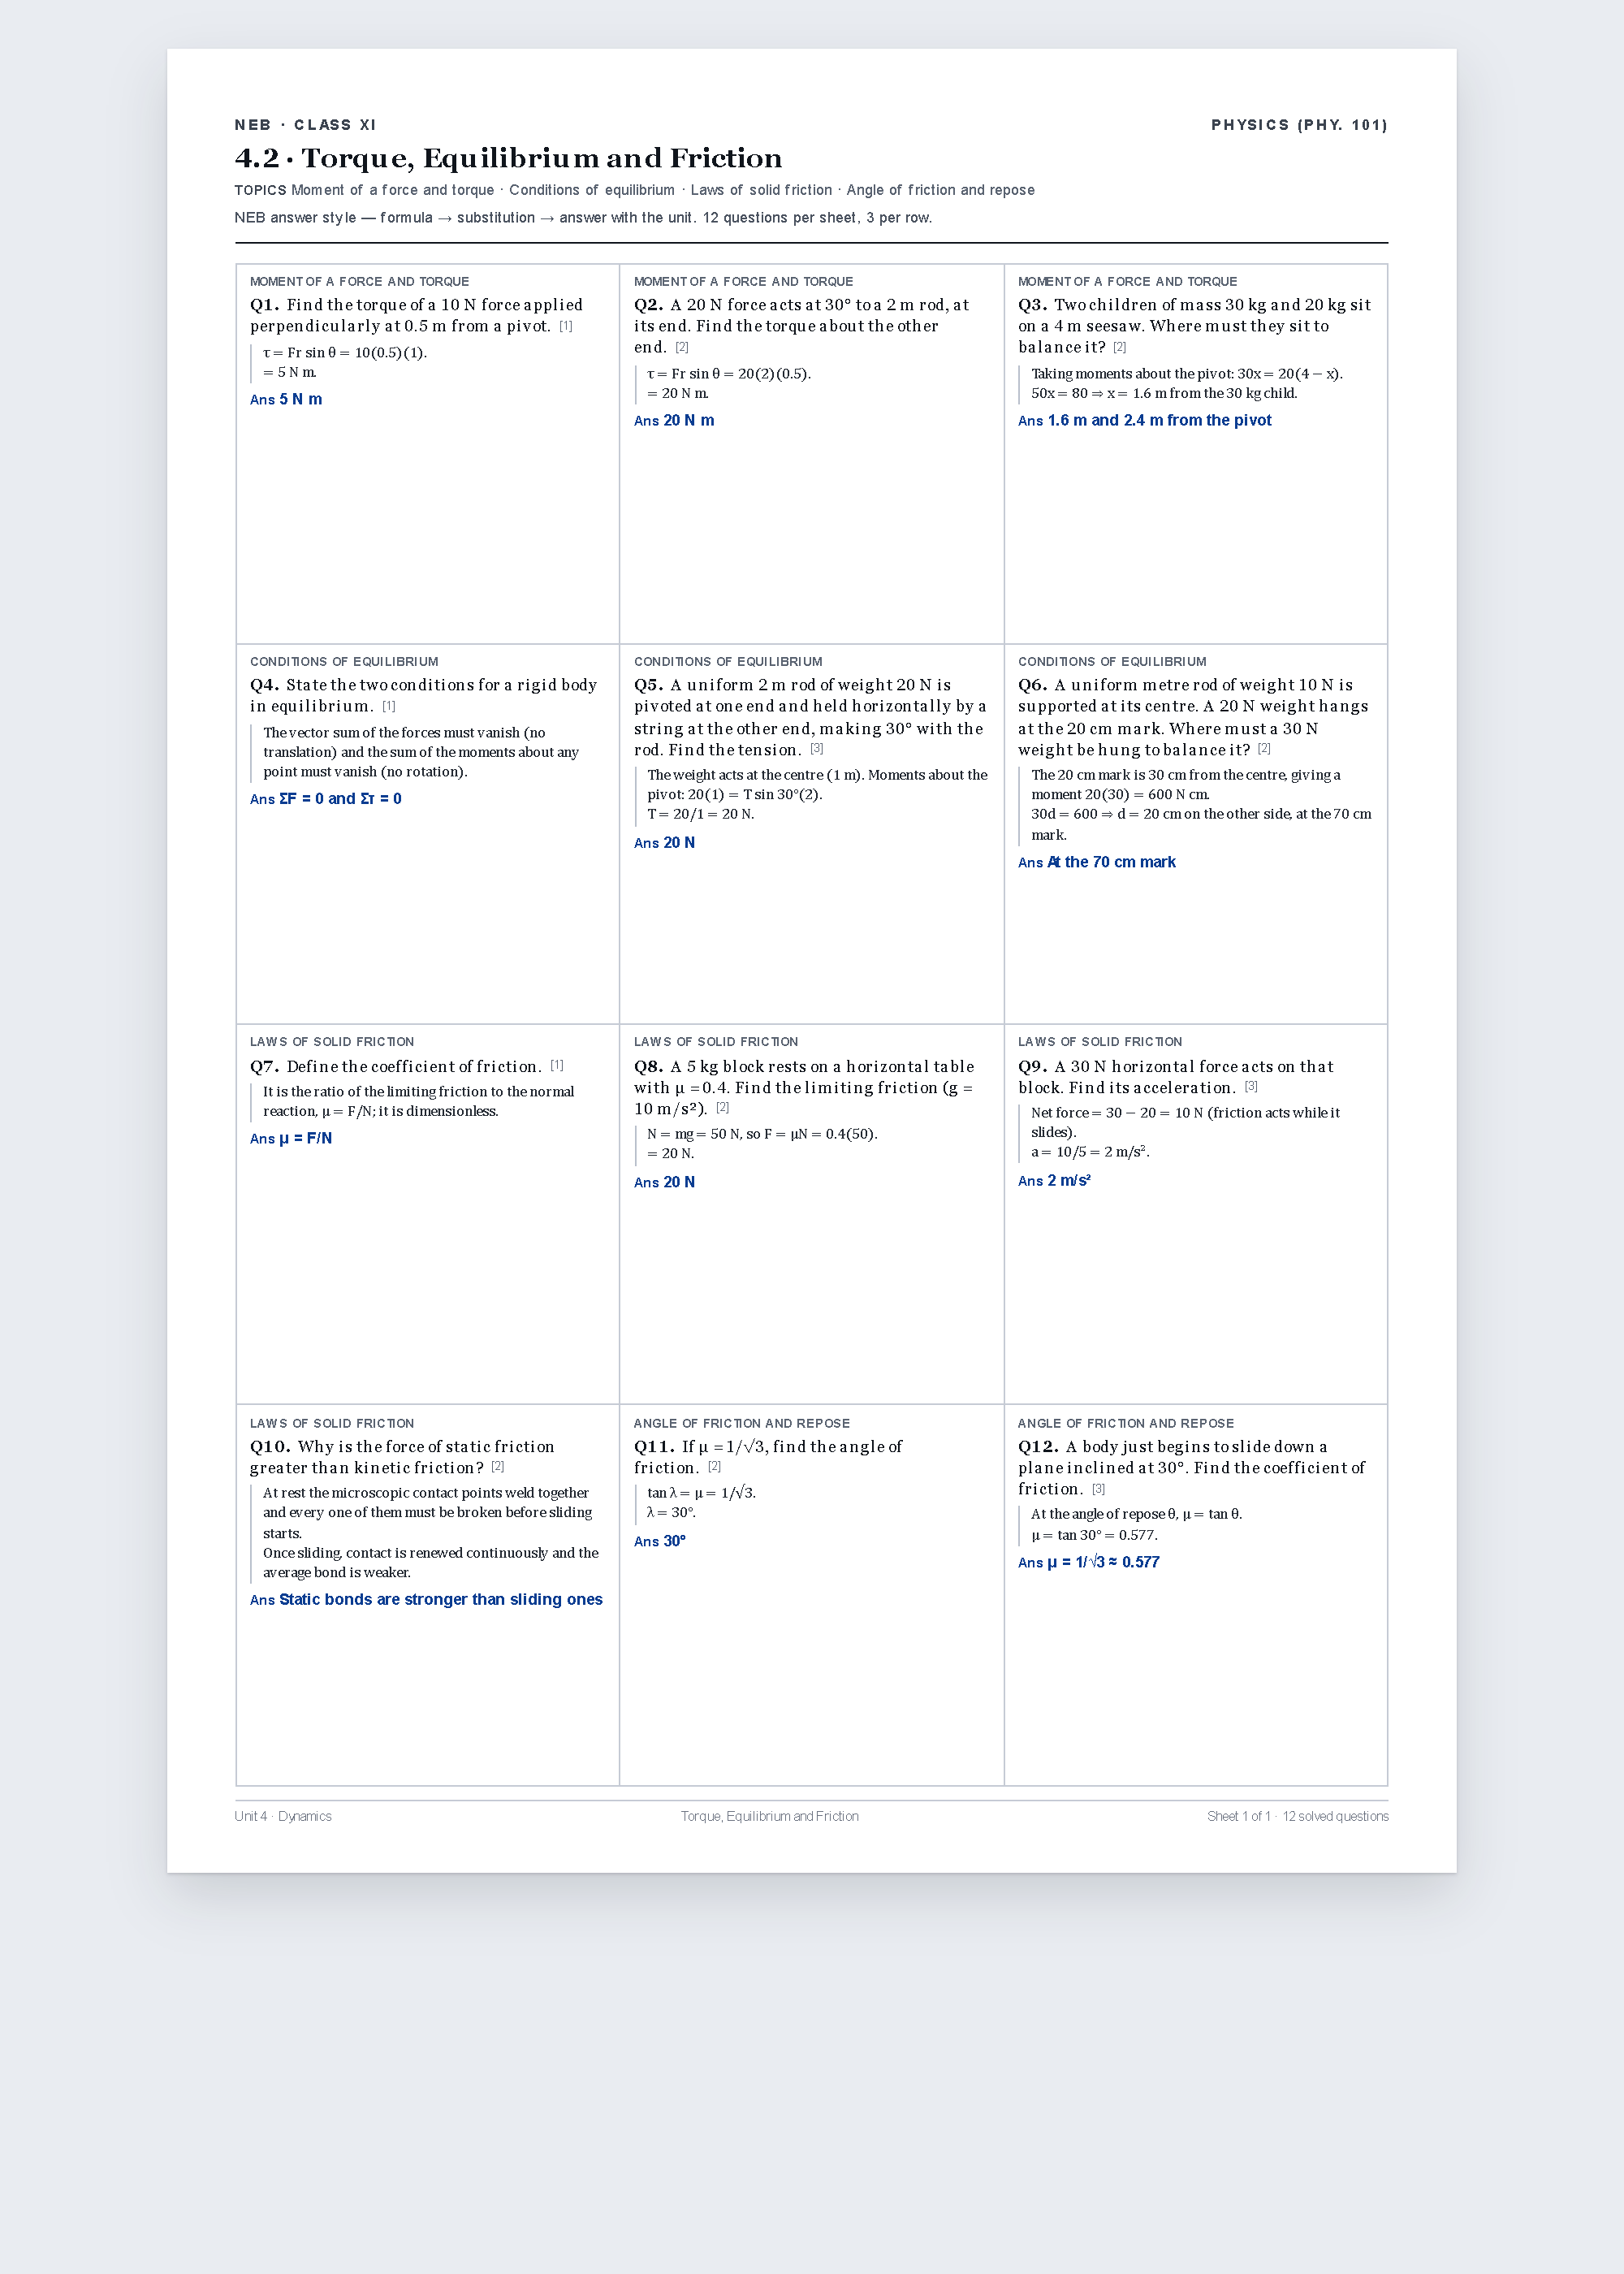 NEB · CLASS XI
PHYSICS (PHY. 101)
4.2 · Torque, Equilibrium and Friction
TOPICS Moment of a force and torque · Conditions of equilibrium · Laws of solid friction · Angle of friction and repose
NEB answer style — formula → substitution → answer with the unit. 12 questions per sheet, 3 per row.
MOMENT OF A FORCE AND TORQUE
Q1. Find the torque of a 10 N force applied
perpendicularly at 0.5 m from a pivot. [1]
τ = Fr sin θ = 10(0.5)(1).
= 5 N m.
Ans 5 N m
MOMENT OF A FORCE AND TORQUE
Q2. A 20 N force acts at 30° to a 2 m rod, at
its end. Find the torque about the other
end. [2]
τ = Fr sin θ = 20(2)(0.5).
= 20 N m.
Ans 20 N m
MOMENT OF A FORCE AND TORQUE
Q3. Two children of mass 30 kg and 20 kg sit
on a 4 m seesaw. Where must they sit to
balance it? [2]
Taking moments about the pivot: 30x = 20(4 − x).
50x = 80 ⇒ x = 1.6 m from the 30 kg child.
Ans 1.6 m and 2.4 m from the pivot
CONDITIONS OF EQUILIBRIUM
Q4. State the two conditions for a rigid body
in equilibrium. [1]
The vector sum of the forces must vanish (no
translation) and the sum of the moments about any
point must vanish (no rotation).
Ans ΣF = 0 and Στ = 0
CONDITIONS OF EQUILIBRIUM
Q5. A uniform 2 m rod of weight 20 N is
pivoted at one end and held horizontally by a
string at the other end, making 30° with the
rod. Find the tension. [3]
The weight acts at the centre (1 m). Moments about the
pivot: 20(1) = T sin 30°(2).
T = 20/1 = 20 N.
Ans 20 N
CONDITIONS OF EQUILIBRIUM
Q6. A uniform metre rod of weight 10 N is
supported at its centre. A 20 N weight hangs
at the 20 cm mark. Where must a 30 N
weight be hung to balance it? [2]
The 20 cm mark is 30 cm from the centre, giving a
moment 20(30) = 600 N cm.
30d = 600 ⇒ d = 20 cm on the other side, at the 70 cm
mark.
Ans At the 70 cm mark
LAWS OF SOLID FRICTION
Q7. Define the coefficient of friction. [1]
It is the ratio of the limiting friction to the normal
reaction, μ = F/N; it is dimensionless.
Ans μ = F/N
LAWS OF SOLID FRICTION
Q8. A 5 kg block rests on a horizontal table
with μ = 0.4. Find the limiting friction (g =
10 m/s²). [2]
N = mg = 50 N, so F = μN = 0.4(50).
= 20 N.
Ans 20 N
LAWS OF SOLID FRICTION
Q9. A 30 N horizontal force acts on that
block. Find its acceleration. [3]
Net force = 30 − 20 = 10 N (friction acts while it
slides).
a = 10/5 = 2 m/s².
Ans 2 m/s²
LAWS OF SOLID FRICTION
Q10. Why is the force of static friction
greater than kinetic friction? [2]
At rest the microscopic contact points weld together
and every one of them must be broken before sliding
starts.
Once sliding, contact is renewed continuously and the
average bond is weaker.
Ans Static bonds are stronger than sliding ones
ANGLE OF FRICTION AND REPOSE
Q11. If μ = 1/√3, find the angle of
friction. [2]
tan λ = μ = 1/√3.
λ = 30°.
Ans 30°
ANGLE OF FRICTION AND REPOSE
Q12. A body just begins to slide down a
plane inclined at 30°. Find the coefficient of
friction. [3]
At the angle of repose θ, μ = tan θ.
μ = tan 30° = 0.577.
Ans μ = 1/√3 ≈ 0.577
Unit 4 · Dynamics
Torque, Equilibrium and Friction
Sheet 1 of 1 · 12 solved questions